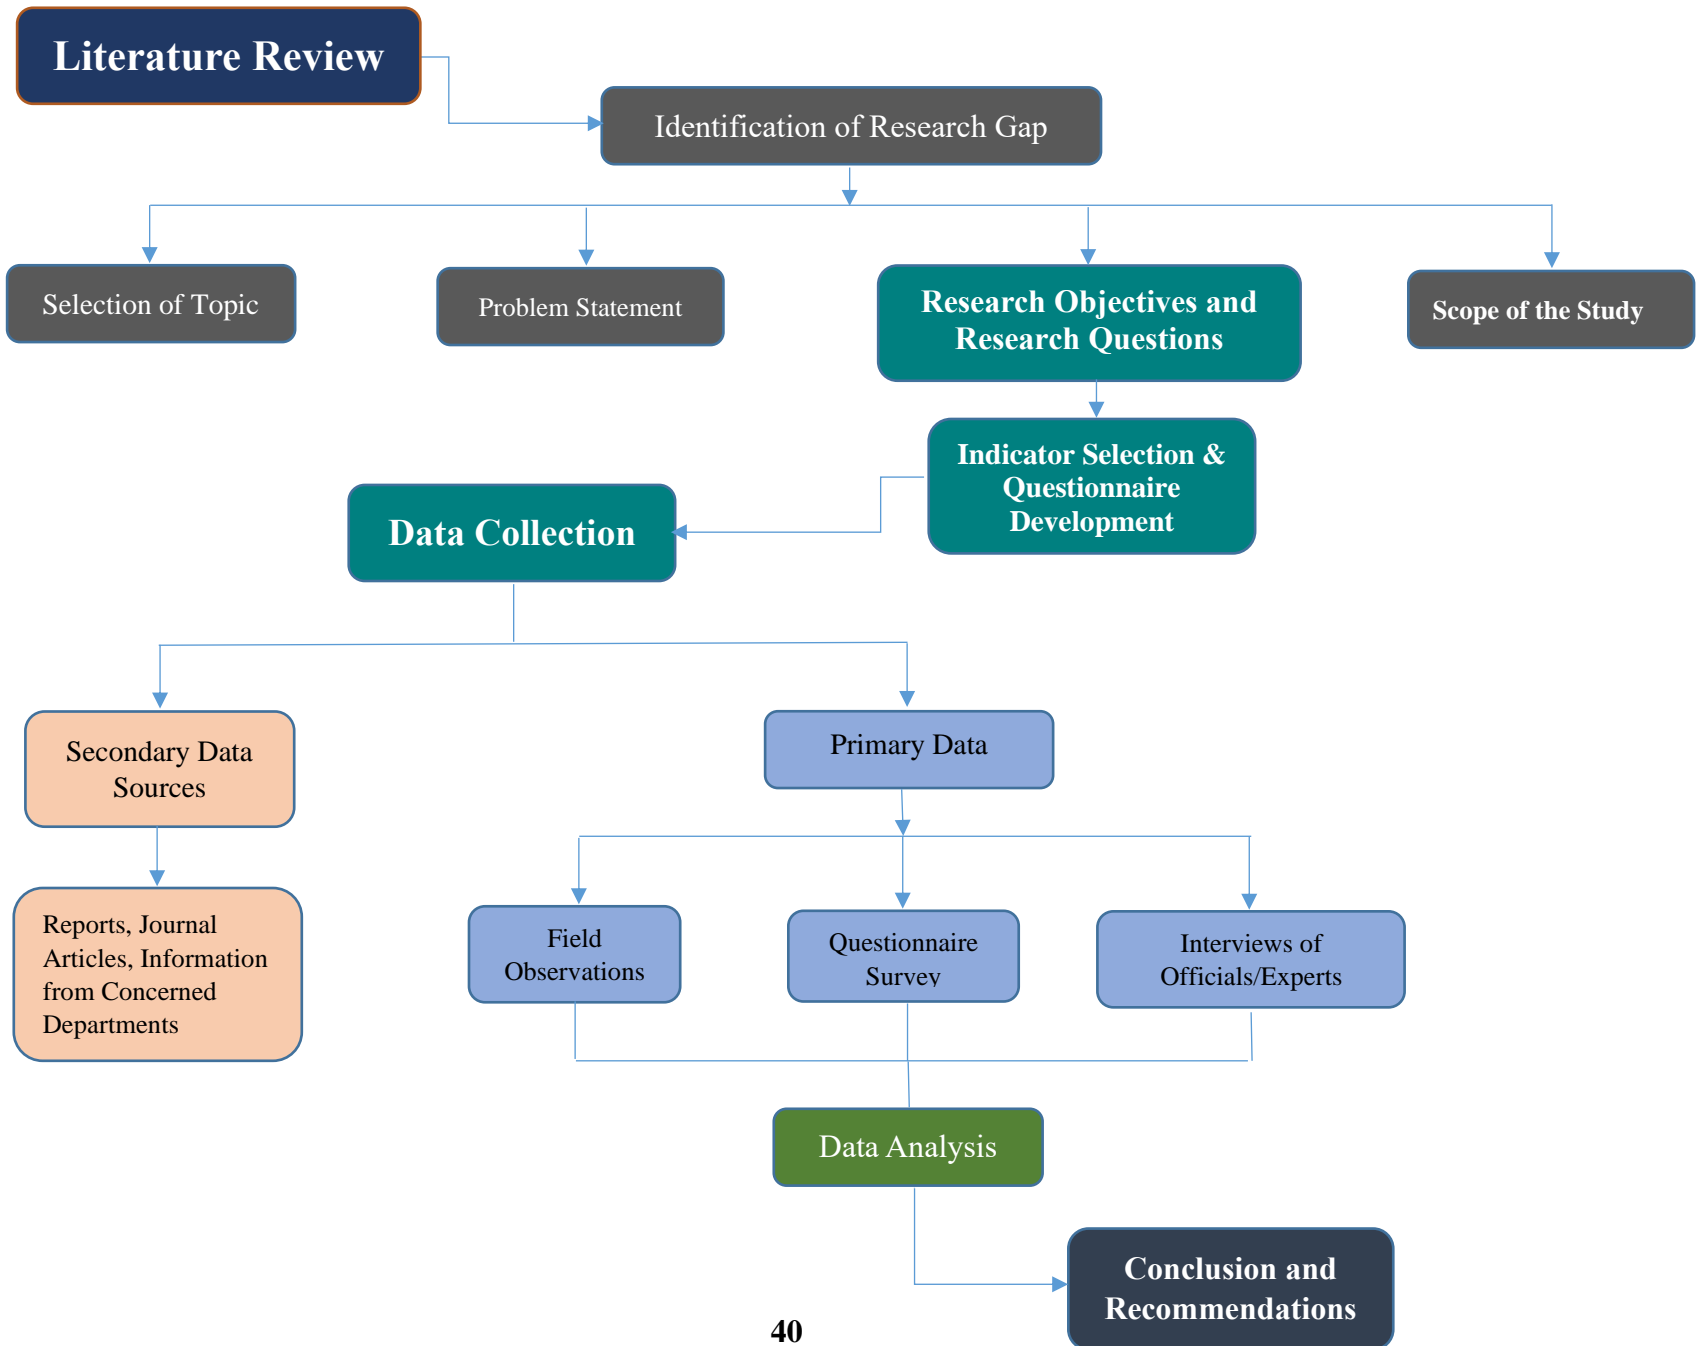 Literature Review
Identification of Research Gap
Selection of Topic
Problem Statement
Research Objectives and
Research Questions
Scope of the Study
Indicator Selection &
Questionnaire
Development
Data Collection
Secondary Data
Sources
Primary Data
Reports, Journal
Articles, Information
from Concerned
Departments
Field
Observations
Questionnaire
Survey
Interviews of
Officials/Experts
Data Analysis
Conclusion and
Recommendations
40